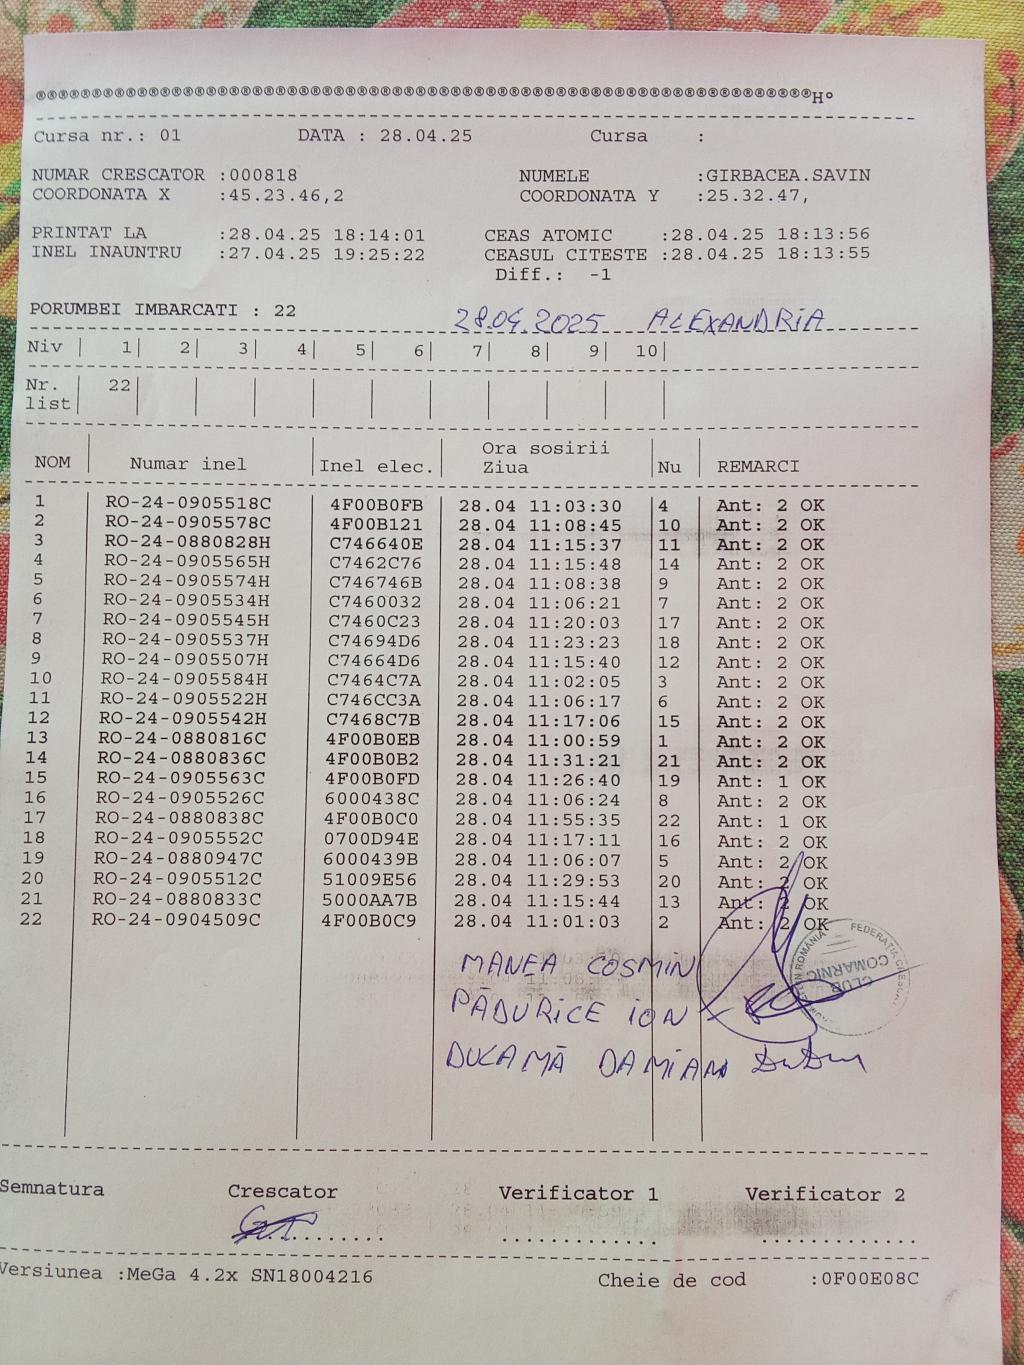 ®®®®®®®®®®®®®®®®®®®®®®®®®®®®®®®®®®®®®®®®®®®®®®®®®®®®®®®®®®®®®®®®®®®®®H°
Cursa nr.: 01 DATA : 28.04.25 Cursa :
NUMAR CRESCATOR :000818 NUMELE :GIRBACEA.SAVIN
COORDONATA X :45.23.46,2 COORDONATA Y :25.32.47,
PRINTAT LA :28.04.25 18:14:01 CEAS ATOMIC :28.04.25 18:13:56
INEL INAUNTRU :27.04.25 19:25:22 CEASUL CITESTE :28.04.25 18:13:55
Diff.: -1
PORUMBEI IMBARCATI : 22 28.04.2025 ALEXANDRIA
Niv | 1| 2| 3| 4| 5| 6| 7| 8| 9| 10|
Nr. list | 22| | | | | | | | | |
NOM | Numar inel | Inel elec. | Ora sosirii Ziua | Nu | REMARCI
1 RO-24-0905518C 4F00B0FB 28.04 11:03:30 4 Ant: 2 OK
2 RO-24-0905578C 4F00B121 28.04 11:08:45 10 Ant: 2 OK
3 RO-24-0880828H C746640E 28.04 11:15:37 11 Ant: 2 OK
4 RO-24-0905565H C7462C76 28.04 11:15:48 14 Ant: 2 OK
5 RO-24-0905574H C746746B 28.04 11:08:38 9 Ant: 2 OK
6 RO-24-0905534H C7460032 28.04 11:06:21 7 Ant: 2 OK
7 RO-24-0905545H C7460C23 28.04 11:20:03 17 Ant: 2 OK
8 RO-24-0905537H C74694D6 28.04 11:23:23 18 Ant: 2 OK
9 RO-24-0905507H C74664D6 28.04 11:15:40 12 Ant: 2 OK
10 RO-24-0905584H C7464C7A 28.04 11:02:05 3 Ant: 2 OK
11 RO-24-0905522H C746CC3A 28.04 11:06:17 6 Ant: 2 OK
12 RO-24-0905542H C7468C7B 28.04 11:17:06 15 Ant: 2 OK
13 RO-24-0880816C 4F00B0EB 28.04 11:00:59 1 Ant: 2 OK
14 RO-24-0880836C 4F00B0B2 28.04 11:31:21 21 Ant: 2 OK
15 RO-24-0905563C 4F00B0FD 28.04 11:26:40 19 Ant: 1 OK
16 RO-24-0905526C 6000438C 28.04 11:06:24 8 Ant: 2 OK
17 RO-24-0880838C 4F00B0C0 28.04 11:55:35 22 Ant: 1 OK
18 RO-24-0905552C 0700D94E 28.04 11:17:11 16 Ant: 2 OK
19 RO-24-0880947C 6000439B 28.04 11:06:07 5 Ant: 2 OK
20 RO-24-0905512C 51009E56 28.04 11:29:53 20 Ant: 2 OK
21 RO-24-0880833C 5000AA7B 28.04 11:15:44 13 Ant: 2 OK
22 RO-24-0904509C 4F00B0C9 28.04 11:01:03 2 Ant: 2 OK
MANEA COSMIN
PĂDURICE ION -
DUCAMĂ DAMIAN
CLUB COMARNIC
ROMÂNIA FEDERATIA
Semnatura Crescator Verificator 1 Verificator 2
Versiunea :MeGa 4.2x SN18004216 Cheie de cod :0F00E08C